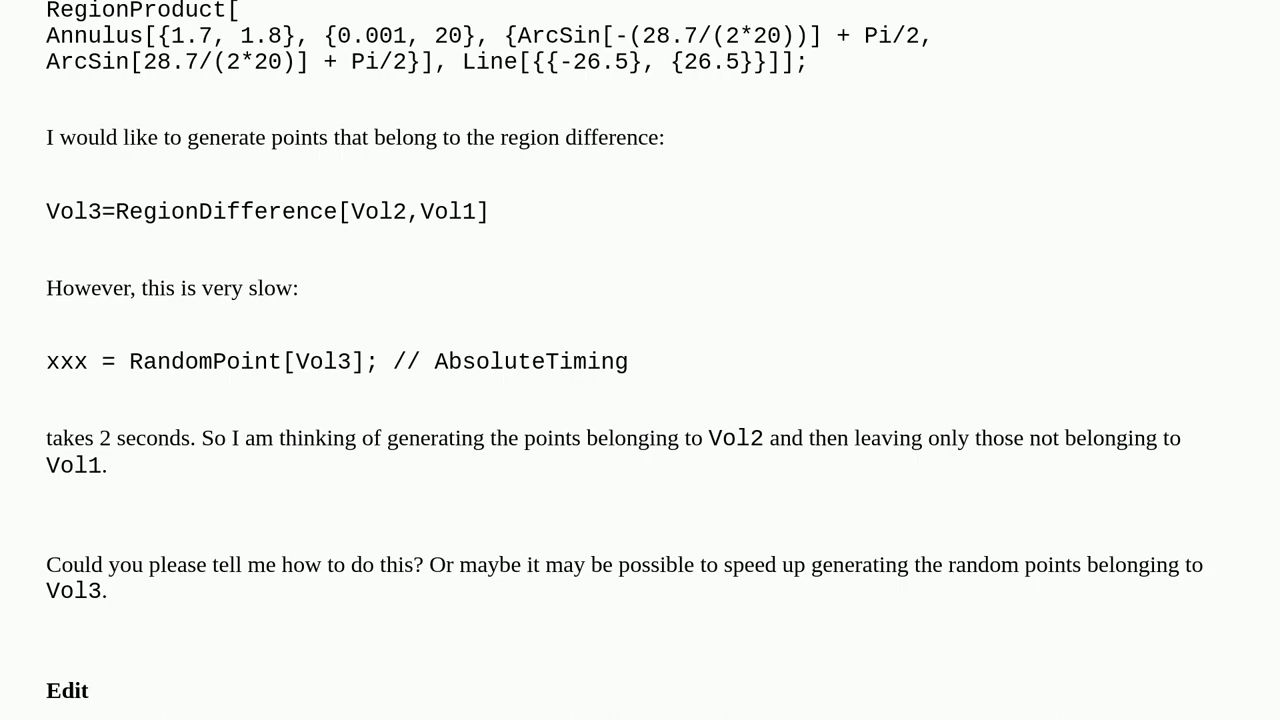 RegionProduct[
Annulus[{1.7, 1.8}, {0.001, 20}, {ArcSin[-(28.7/(2*20))] + Pi/2,
ArcSin[28.7/(2*20)] + Pi/2}], Line[{{-26.5}, {26.5}}]];
I would like to generate points that belong to the region difference:
Vol3=RegionDifference[Vol2,Vol1]
However, this is very slow:
xxx = RandomPoint[Vol3]; // AbsoluteTiming
takes 2 seconds. So I am thinking of generating the points belonging to Vol2 and then leaving only those not belonging to
Vol1.
Could you please tell me how to do this? Or maybe it may be possible to speed up generating the random points belonging to
Vol3.
Edit